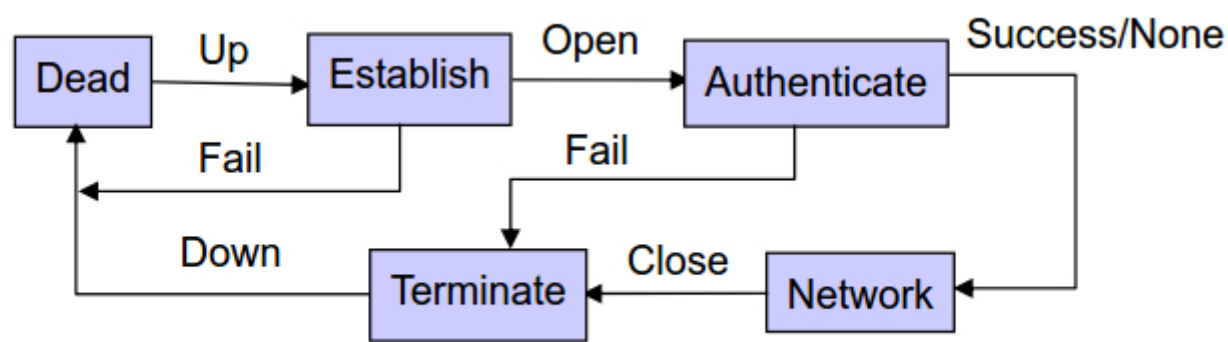 Success/None
Up
Open
Dead
Establish
Authenticate
Fail
Fail
Down
Close
Terminate
Network